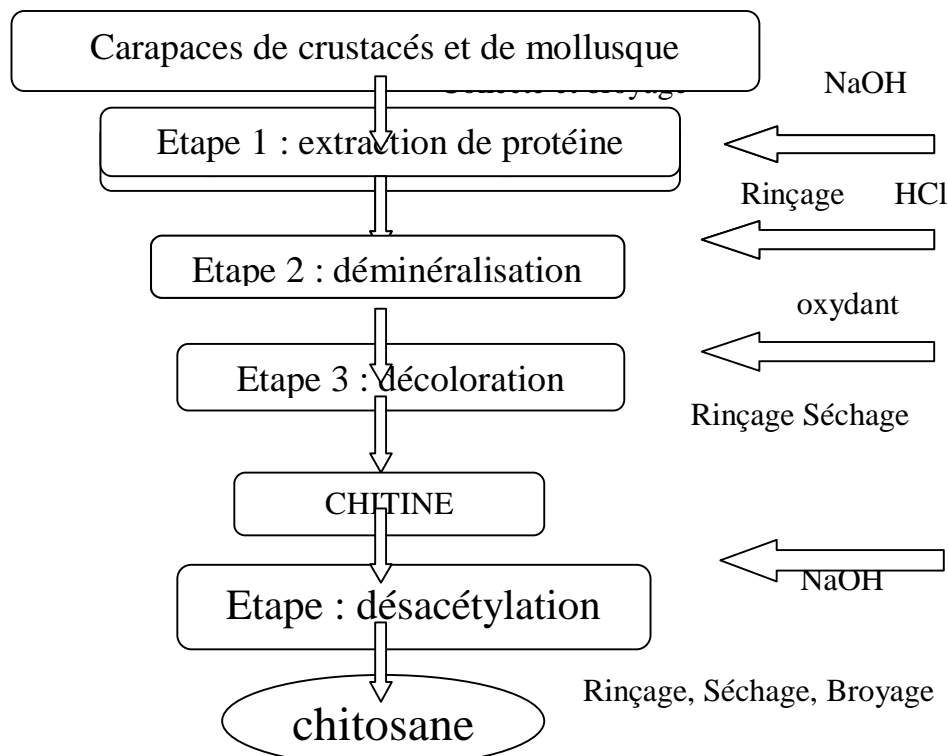 Carapaces de crustacés et de mollusque
NaOH
Etape 1 : extraction de protéine
Rinçage HCl
Etape 2 : déminéralisation
oxydant
Etape 3 : décoloration
Rinçage Séchage
CHITINE
NaOH
Etape : désacétylation
Rinçage, Séchage, Broyage
chitosane